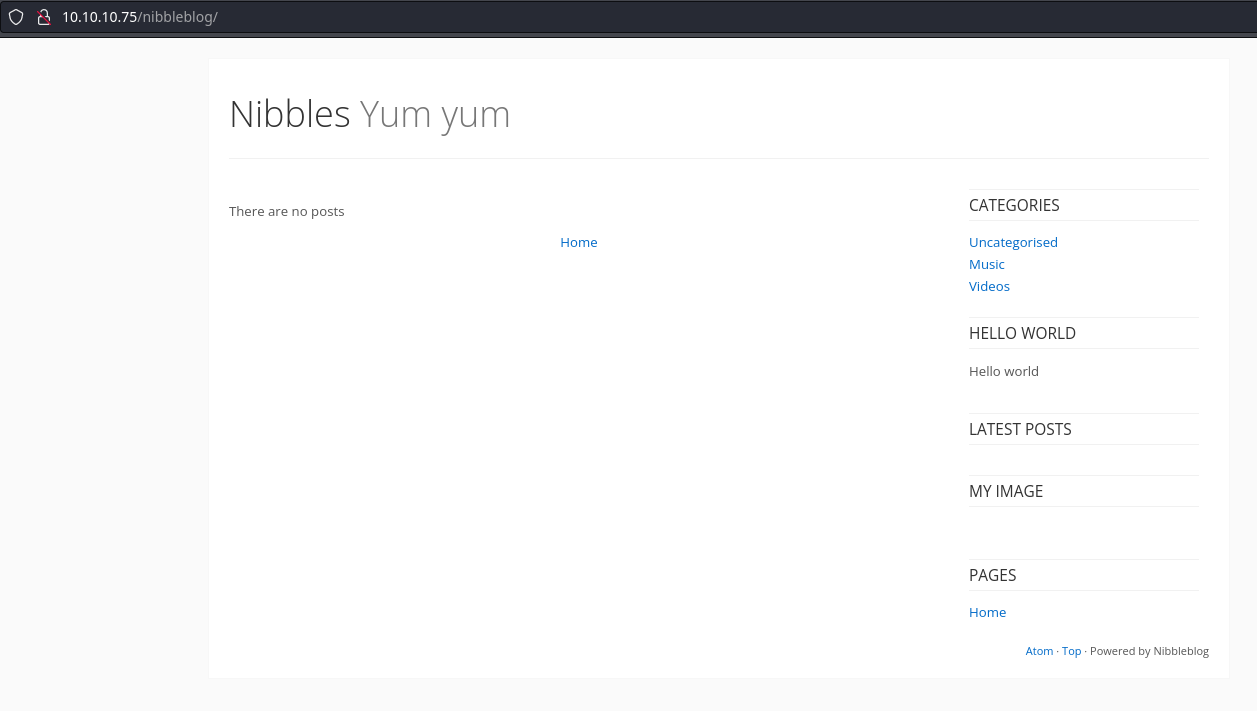 10.10.10.75/nibbleblog/
Nibbles Yum yum
There are no posts
Home
CATEGORIES
Uncategorised
Music
Videos
HELLO WORLD
Hello world
LATEST POSTS
MY IMAGE
PAGES
Home
Atom · Top · Powered by Nibbleblog